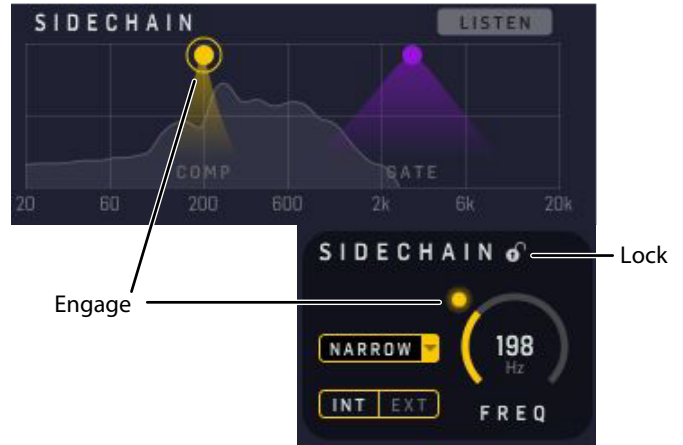 SIDECHAIN LISTEN
COMP GATE
20 60 200 600 2k 6k 20k
SIDECHAIN Lock
Engage
NARROW 198
Hz
INT EXT FREQ